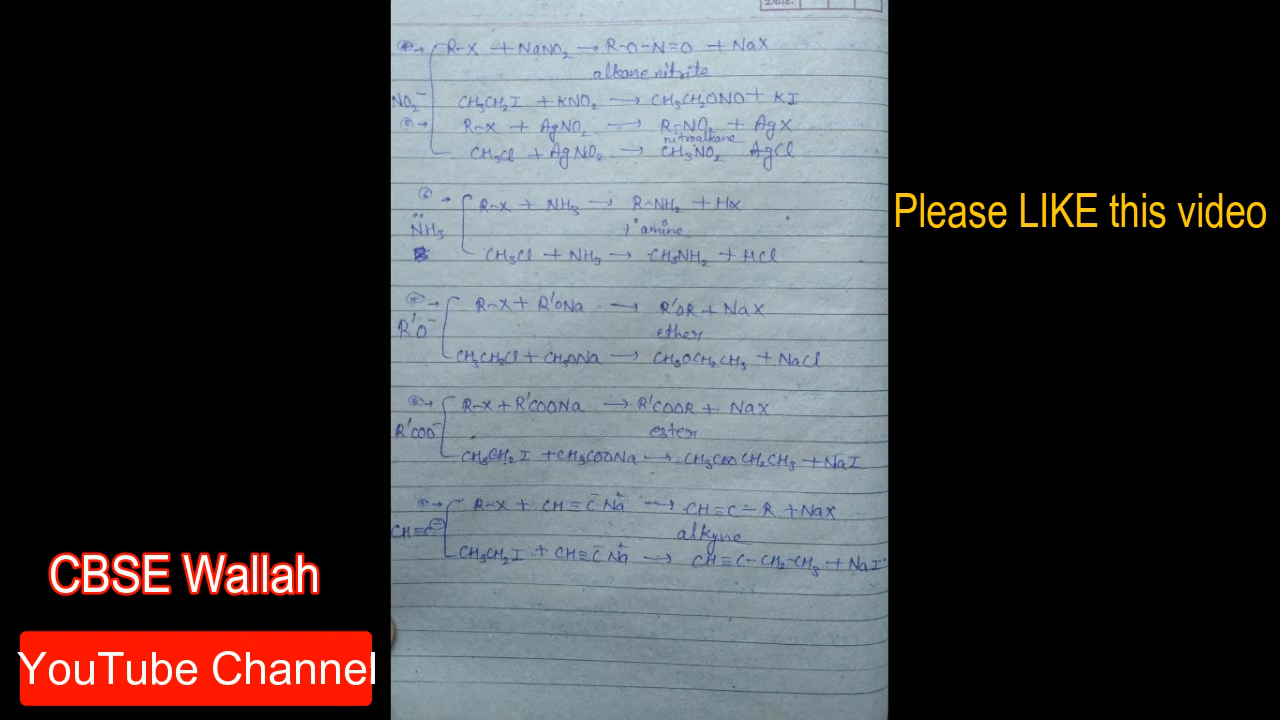 Date.
R-X + NaNO₂ → R-O-N=O + NaX
alkane nitrite
NO₂⁻
CH₃CH₂I + KNO₂ → CH₃CH₂ONO + KI
R-X + AgNO₂ → R-NO₂ + AgX
nitroalkane
CH₃Cl + AgNO₂ → CH₃NO₂ AgCl
R-X + NH₃ → R-NH₂ + HX
N̈H₃
1° amine
CH₃Cl + NH₃ → CH₃NH₂ + HCl
R-X + R'ONa → R'OR + NaX
R'O⁻
ether
CH₃CH₂Cl + CH₃ONa → CH₃OCH₂CH₃ + NaCl
R-X + R'COONa → R'COOR + NaX
R'COO⁻
ester
CH₃CH₂I + CH₃COONa → CH₃COOCH₂CH₃ + NaI
R-X + CH≡C⁻Na⁺ → CH≡C-R + NaX
CH≡C⁻
alkyne
CH₃CH₂I + CH≡C⁻Na⁺ → CH≡C-CH₂-CH₃ + NaI
Please LIKE this video
CBSE Wallah
YouTube Channel